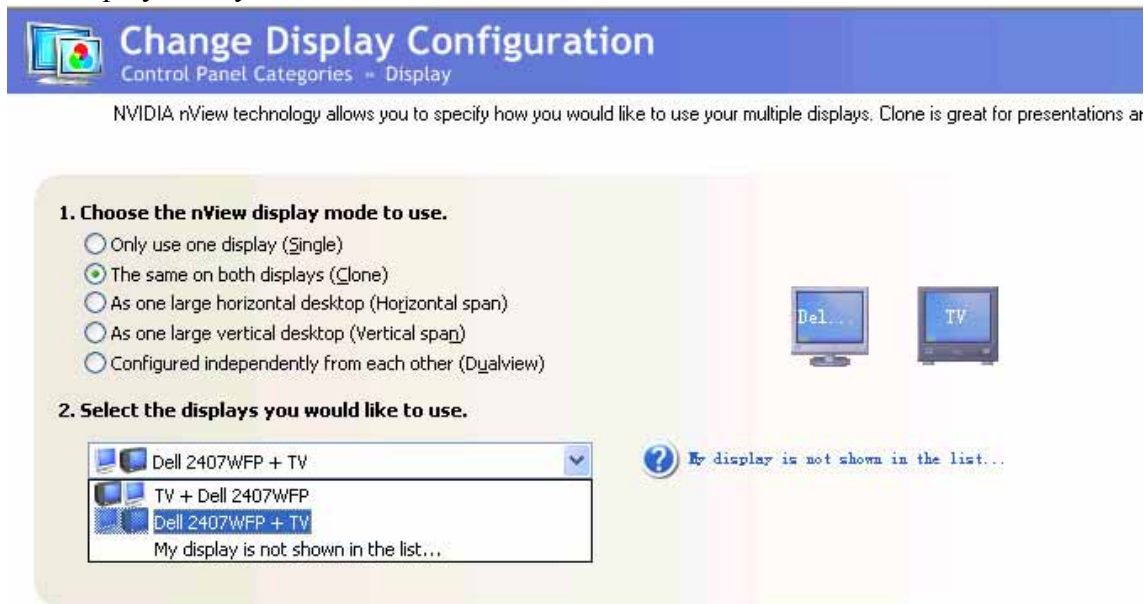 Change Display Configuration
Control Panel Categories » Display
NVIDIA nView technology allows you to specify how you would like to use your multiple displays. Clone is great for presentations
1. Choose the nView display mode to use.
Only use one display (Single)
The same on both displays (Clone)
As one large horizontal desktop (Horizontal span)
As one large vertical desktop (Vertical span)
Configured independently from each other (Dualview)
Del...
TV
2. Select the displays you would like to use.
Dell 2407WFP + TV
My display is not shown in the list...
TV + Dell 2407WFP
Dell 2407WFP + TV
My display is not shown in the list...